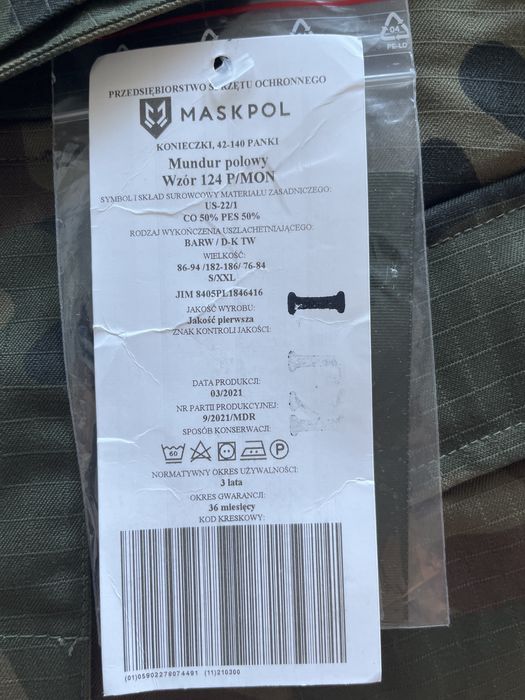 04
PE-LD
PRZEDSIĘBIORSTWO SPRZĘTU OCHRONNEGO
MASKPOL
KONIECZKI, 42-140 PANKI
Mundur polowy
Wzór 124 P/MON
SYMBOL I SKŁAD SUROWCOWY MATERIAŁU ZASADNICZEGO:
US-22/1
CO 50% PES 50%
RODZAJ WYKOŃCZENIA USZLACHETNIAJĄCEGO:
BARW / D-K TW
WIELKOŚĆ:
86-94 /182-186/ 76-84
S/XXL
JIM 8405PL1846416
JAKOŚĆ WYROBU:
Jakość pierwsza
I
ZNAK KONTROLI JAKOŚCI:
DATA PRODUKCJI:
03/2021
NR PARTII PRODUKCYJNEJ:
9/2021/MDR
SPOSÓB KONSERWACJI:
60
P
NORMATYWNY OKRES UŻYWALNOŚCI:
3 lata
OKRES GWARANCJI:
36 miesięcy
KOD KRESKOWY:
(01)05902278074491 (11)210300